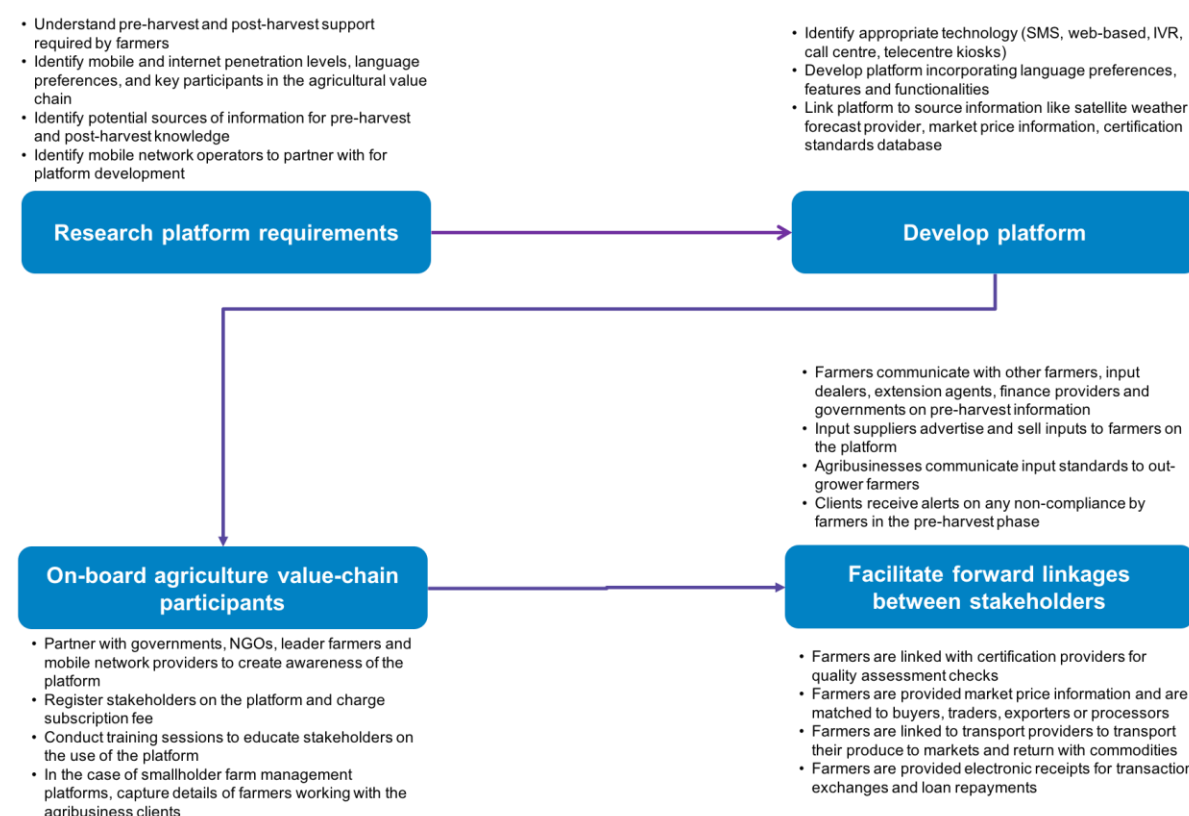 • Understand pre-harvest and post-harvest support
required by farmers
• Identify mobile and internet penetration levels, language
preferences, and key participants in the agricultural value
chain
• Identify potential sources of information for pre-harvest
and post-harvest knowledge
• Identify mobile network operators to partner with for
platform development
Research platform requirements
• Identify appropriate technology (SMS, web-based, IVR,
call centre, telecentre kiosks)
• Develop platform incorporating language preferences,
features and functionalities
• Link platform to source information like satellite weather
forecast provider, market price information, certification
standards database
Develop platform
On-board agriculture value-chain
participants
• Partner with governments, NGOs, leader farmers and
mobile network providers to create awareness of the
platform
• Register stakeholders on the platform and charge
subscription fee
• Conduct training sessions to educate stakeholders on
the use of the platform
• In the case of smallholder farm management
platforms, capture details of farmers working with the
agribusiness clients
• Farmers communicate with other farmers, input
dealers, extension agents, finance providers and
governments on pre-harvest information
• Input suppliers advertise and sell inputs to farmers on
the platform
• Agribusinesses communicate input standards to out-
grower farmers
• Clients receive alerts on any non-compliance by
farmers in the pre-harvest phase
Facilitate forward linkages
between stakeholders
• Farmers are linked with certification providers for
quality assessment checks
• Farmers are provided market price information and are
matched to buyers, traders, exporters or processors
• Farmers are linked to transport providers to transport
their produce to markets and return with commodities
• Farmers are provided electronic receipts for transaction
exchanges and loan repayments